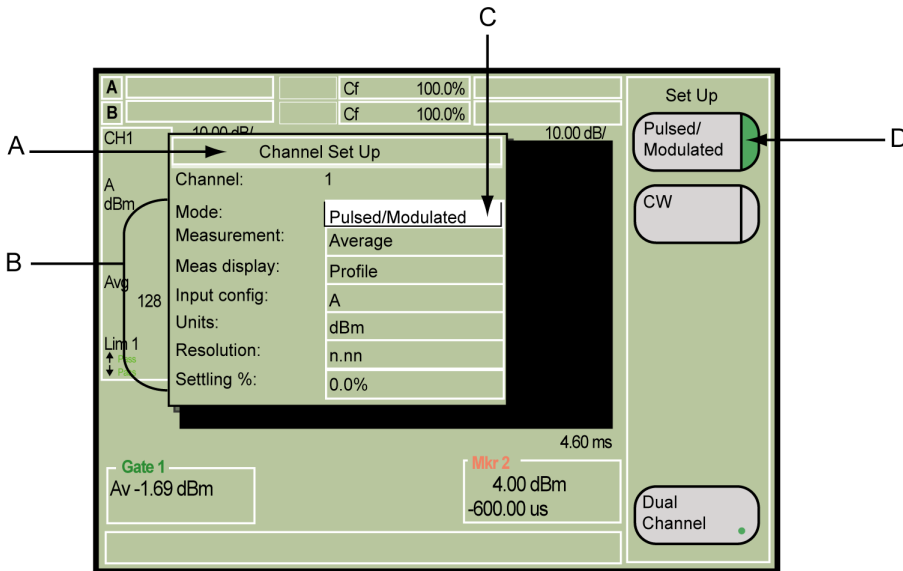 C
A
Cf 100.0%
B
Cf 100.0%
Set Up
CH1
10.00 dB/
10.00 dB/
Pulsed/
Modulated
D
A
Channel Set Up
Channel: 1
A
dBm
CW
Mode: Pulsed/Modulated
Measurement: Average
B
Meas display: Profile
Avg
128
Input config: A
Units: dBm
Lim 1
Resolution: n.nn
Pass
Pass
Settling %: 0.0%
4.60 ms
Gate 1
Av -1.69 dBm
Mkr 2
4.00 dBm
-600.00 us
Dual
Channel